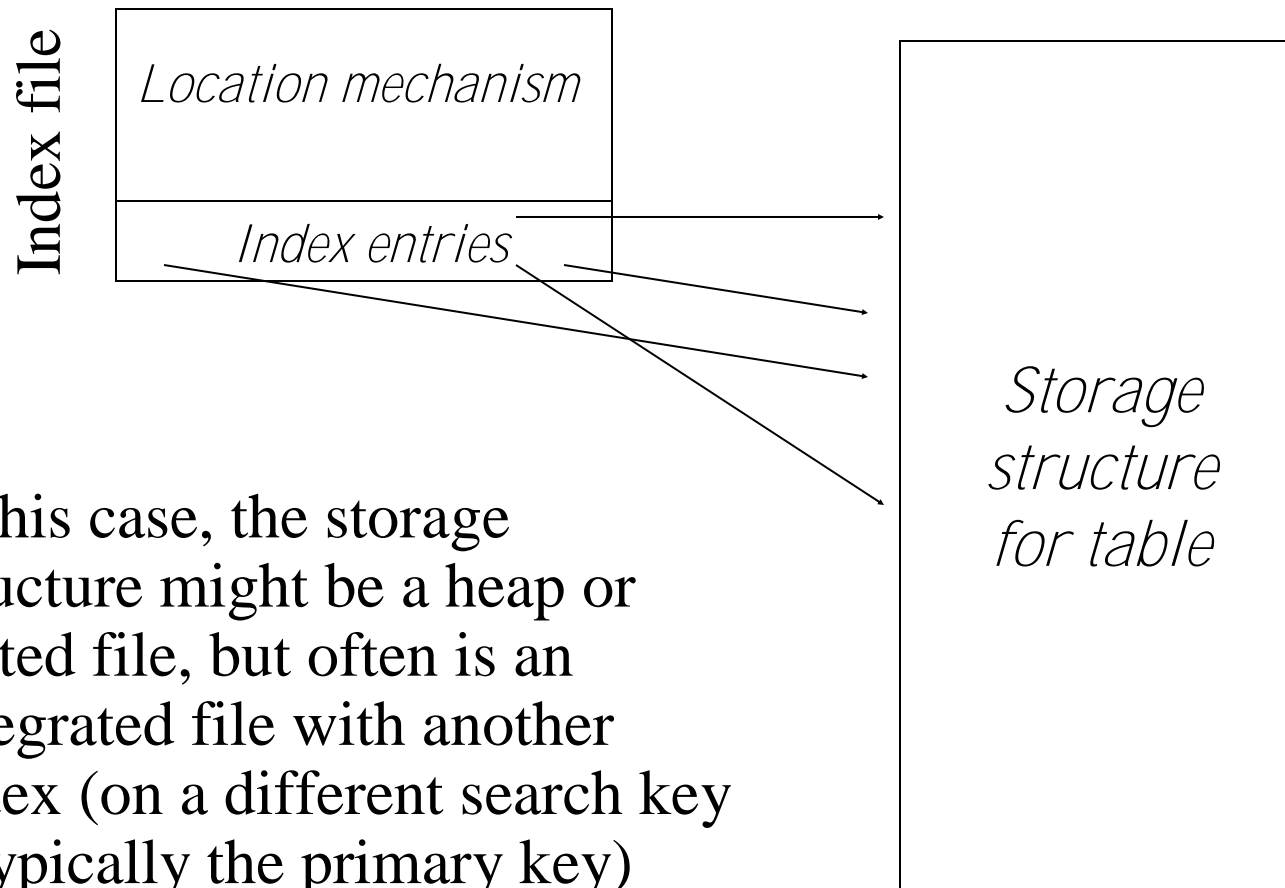 Index file
Location mechanism
Index entries
Storage
structure
for table
his case, the storage
ucture might be a heap or
ted file, but often is an
egrated file with another
ex (on a different search key
ypically the primary key)